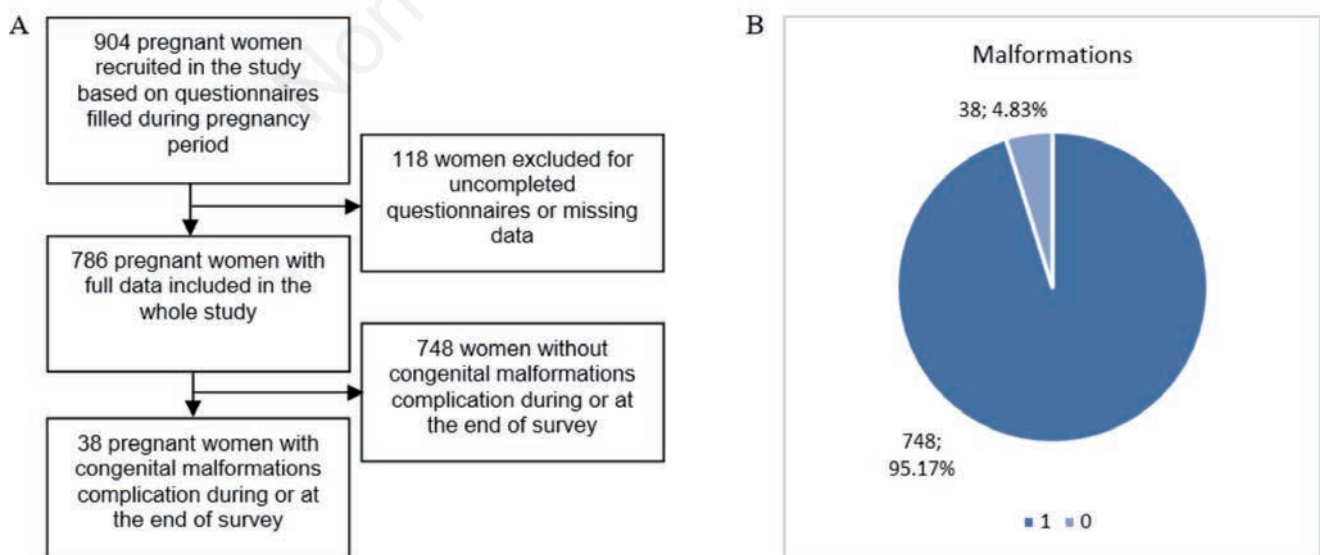 A
904 pregnant women
recruited in the study
based on questionnaires
filled during pregnancy
period
118 women excluded for
uncompleted
questionnaires or missing
data
786 pregnant women with
full data included in the
whole study
748 women without
congenital malformations
complication during or at
the end of survey
38 pregnant women with
congenital malformations
complication during or at
the end of survey
B
Malformations
38; 4.83%
748;
95.17%
1 0